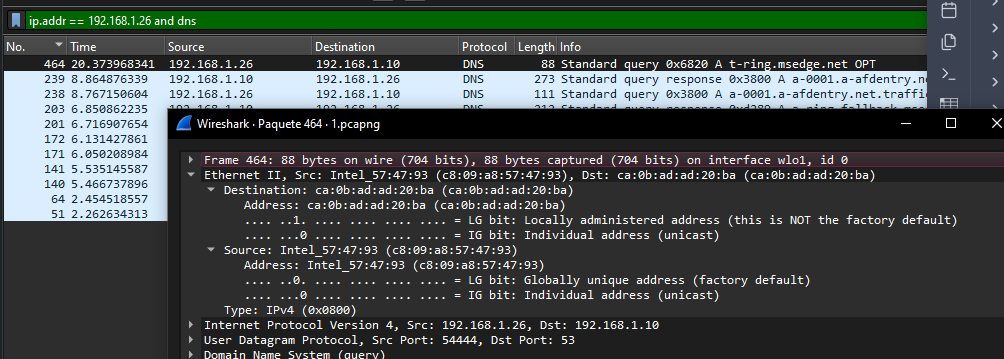 ip.addr == 192.168.1.26 and dns
No. Time Source Destination Protocol Length Info
464 20.373968341 192.168.1.26 192.168.1.10 DNS 88 Standard query 0x6820 A t-ring.msedge.net OPT
239 8.864876339 192.168.1.10 192.168.1.26 DNS 273 Standard query response 0x3800 A a-0001.a-afdentry.ne
238 8.767150604 192.168.1.26 192.168.1.10 DNS 111 Standard query 0x3800 A a-0001.a-afdentry.net.traffic
203 6.850862235
201 6.716907654
172 6.131427861
171 6.050208984
141 5.535145587
140 5.466737896
64 2.454518557
51 2.262634313
Wireshark · Paquete 464 · 1.pcapng
Frame 464: 88 bytes on wire (704 bits), 88 bytes captured (704 bits) on interface wlo1, id 0
Ethernet II, Src: Intel_57:47:93 (c8:09:a8:57:47:93), Dst: ca:0b:ad:ad:20:ba (ca:0b:ad:ad:20:ba)
Destination: ca:0b:ad:ad:20:ba (ca:0b:ad:ad:20:ba)
Address: ca:0b:ad:ad:20:ba (ca:0b:ad:ad:20:ba)
.... ..1. .... .... .... .... = LG bit: Locally administered address (this is NOT the factory default)
.... ...0 .... .... .... .... = IG bit: Individual address (unicast)
Source: Intel_57:47:93 (c8:09:a8:57:47:93)
Address: Intel_57:47:93 (c8:09:a8:57:47:93)
.... ..0. .... .... .... .... = LG bit: Globally unique address (factory default)
.... ...0 .... .... .... .... = IG bit: Individual address (unicast)
Type: IPv4 (0x0800)
Internet Protocol Version 4, Src: 192.168.1.26, Dst: 192.168.1.10
User Datagram Protocol, Src Port: 54444, Dst Port: 53
Domain Name System (query)